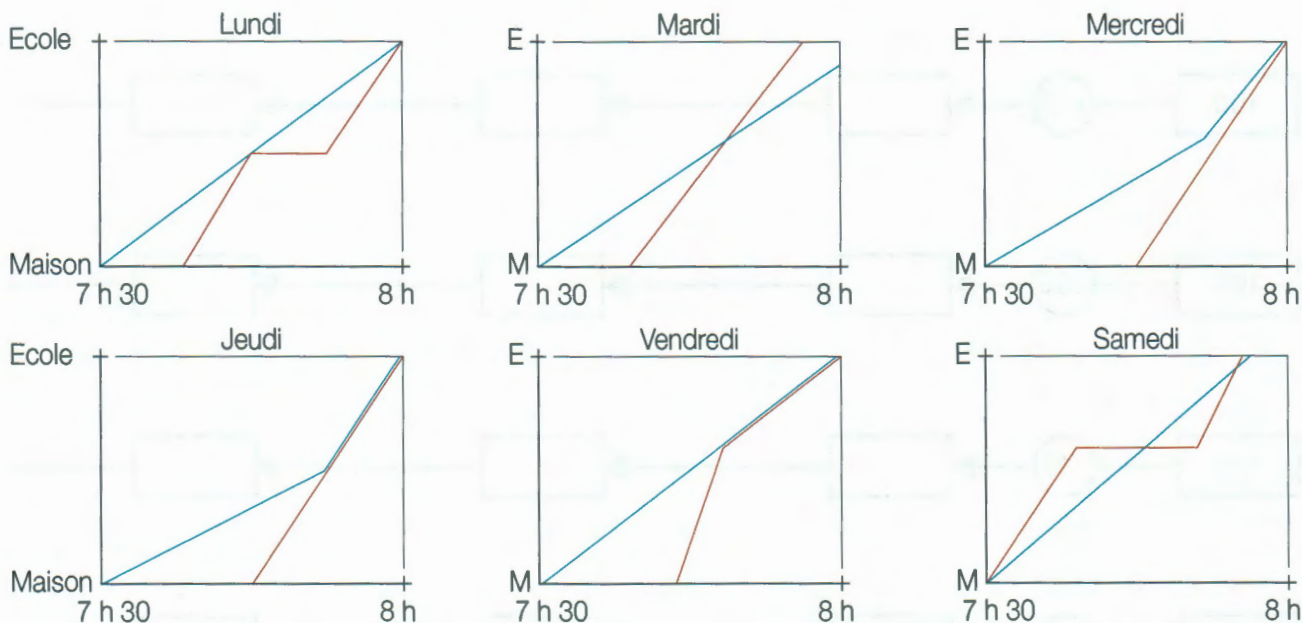 Lundi Mardi Mercredi
Ecole E E
Maison M M
7 h 30 8 h 7 h 30 8 h 7 h 30 8 h
Jeudi Vendredi Samedi
Ecole E E
Maison M M
7 h 30 8 h 7 h 30 8 h 7 h 30 8 h